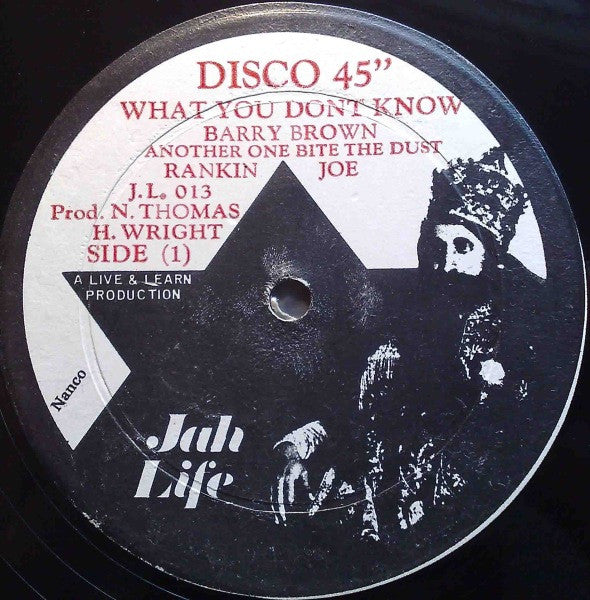 DISCO 45”
WHAT YOU DONT KNOW
BARRY BROWN
ANOTHER ONE BITE THE DUST
RANKIN JOE
J.L. 013
Prod. N. THOMAS
H. WRIGHT
SIDE (1)
A LIVE & LEARN
PRODUCTION
Nanco
Jah
Life